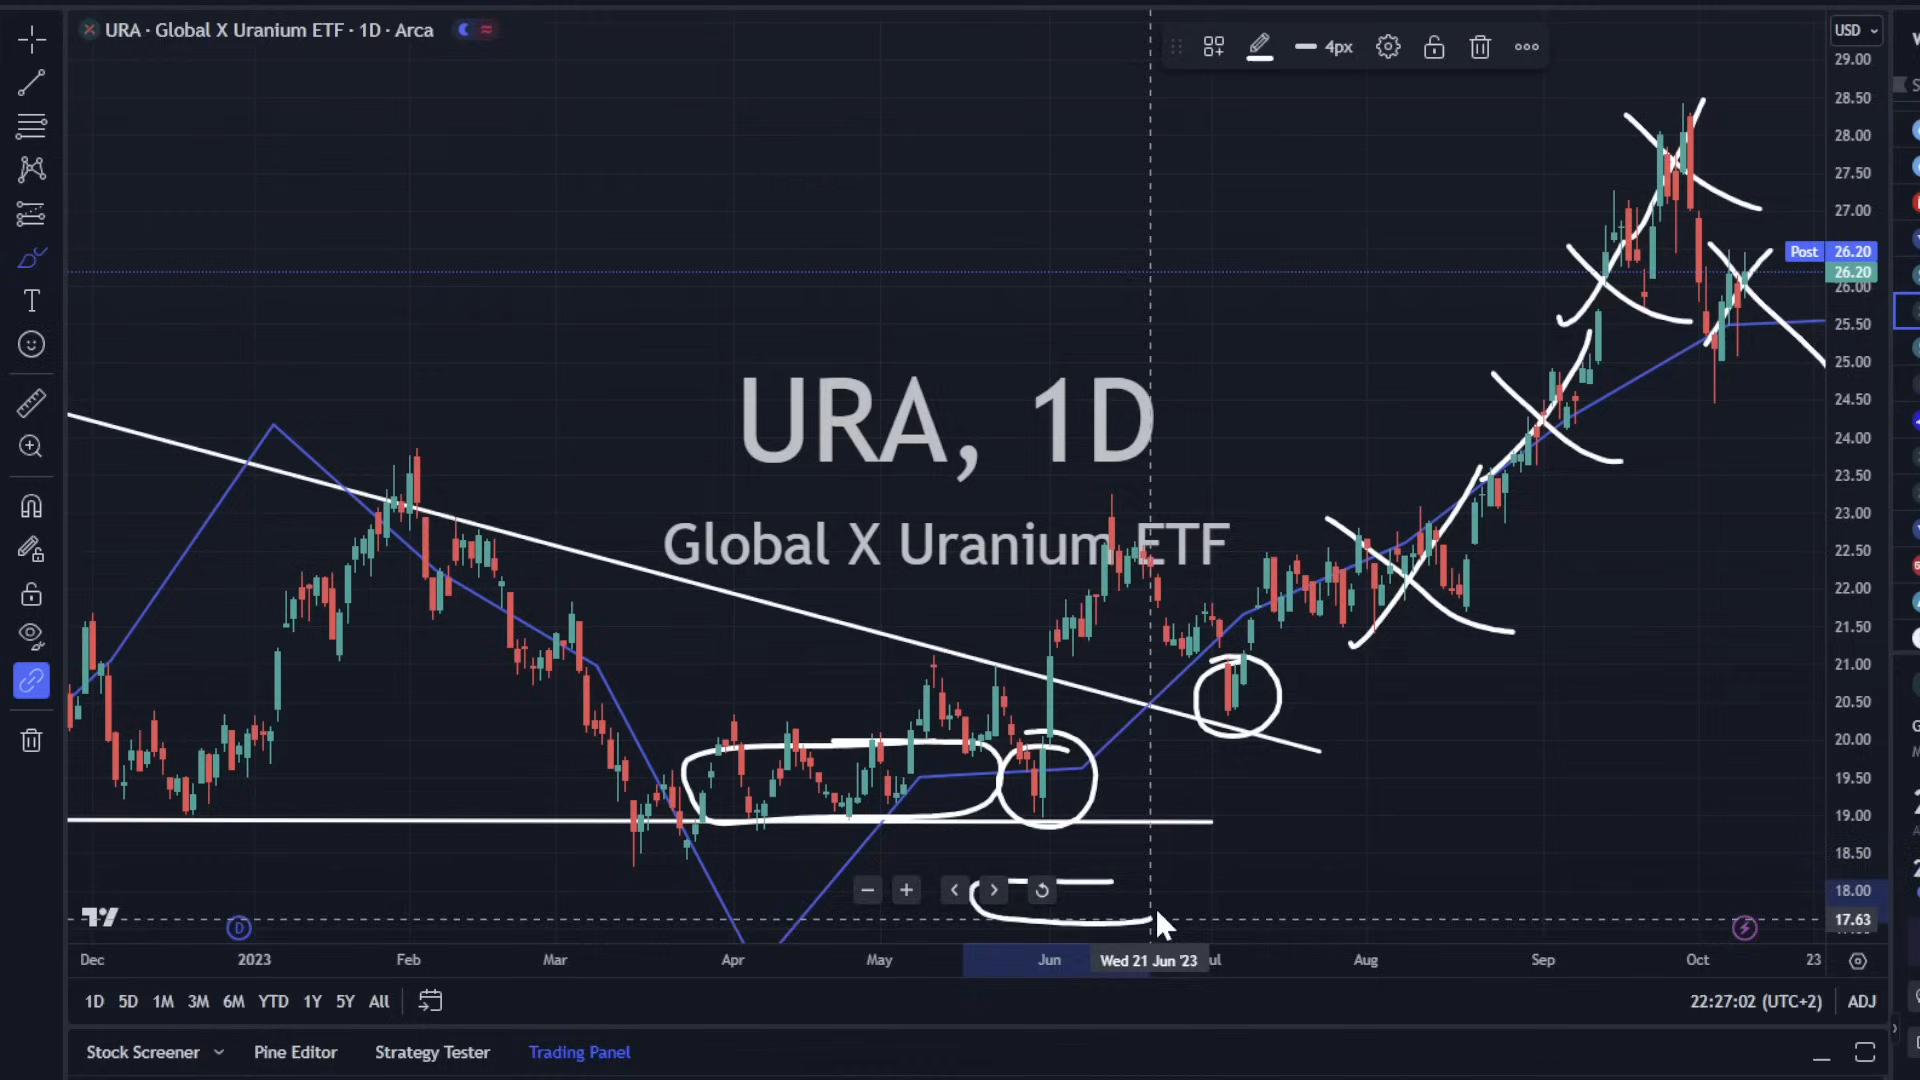 URA · Global X Uranium ETF · 1D · Arca
4px
USD
29.00
28.50
28.00
27.50
27.00
Post 26.20
26.20
26.00
25.50
25.00
24.50
24.00
23.50
23.00
22.50
22.00
21.50
21.00
20.50
20.00
19.50
19.00
18.50
18.00
17.63
URA, 1D
Global X Uranium ETF
D
Dec 2023 Feb Mar Apr May Jun Wed 21 Jun '23 ul Aug Sep Oct 23
1D 5D 1M 3M 6M YTD 1Y 5Y All
22:27:02 (UTC+2) ADJ
Stock Screener Pine Editor Strategy Tester Trading Panel